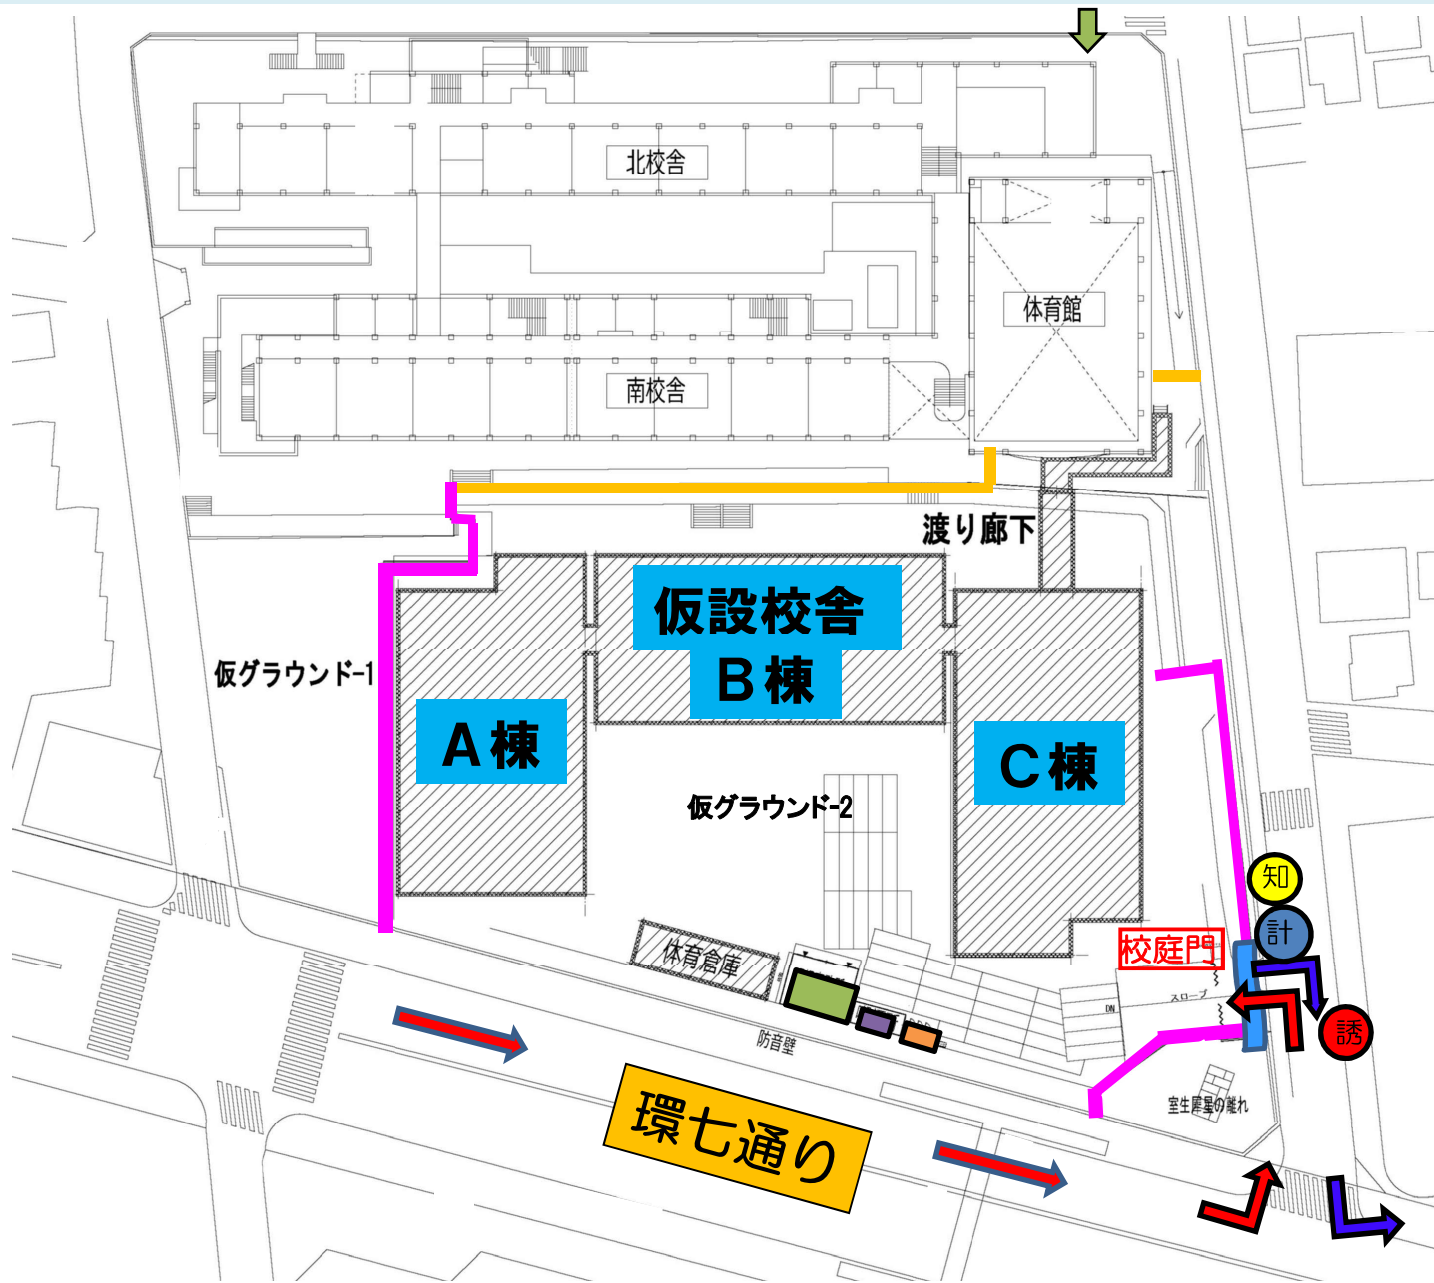 北校舎
体育館
南校舎
渡り廊下
仮設校舎
B棟
仮グラウンド-1
A棟
C棟
仮グラウンド-2
知
計
校庭門
体育倉庫
スロープ
DN
誘
防音壁
環七通り
室生犀星の離れ